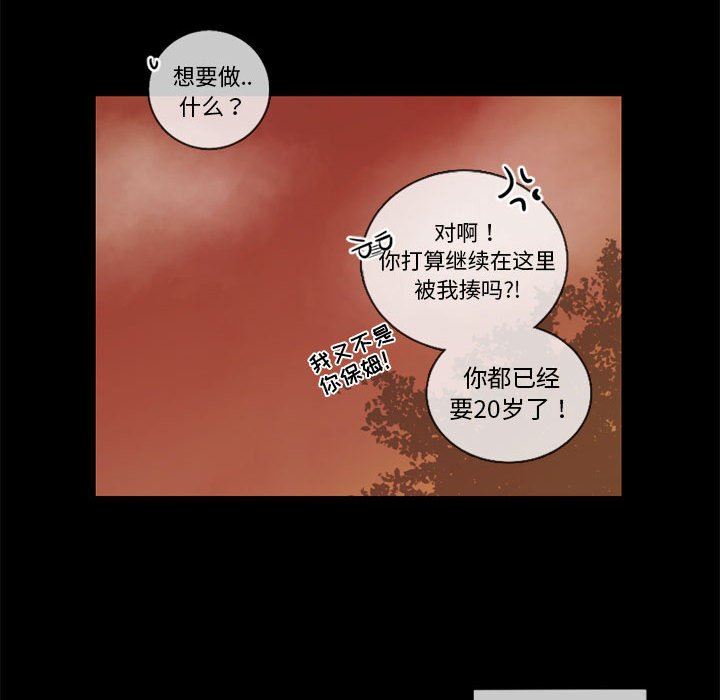 想要做..
什么？
对啊！
你打算继续在这里
被我揍吗?!
我又不是
你保姆!
你都已经
要20岁了！